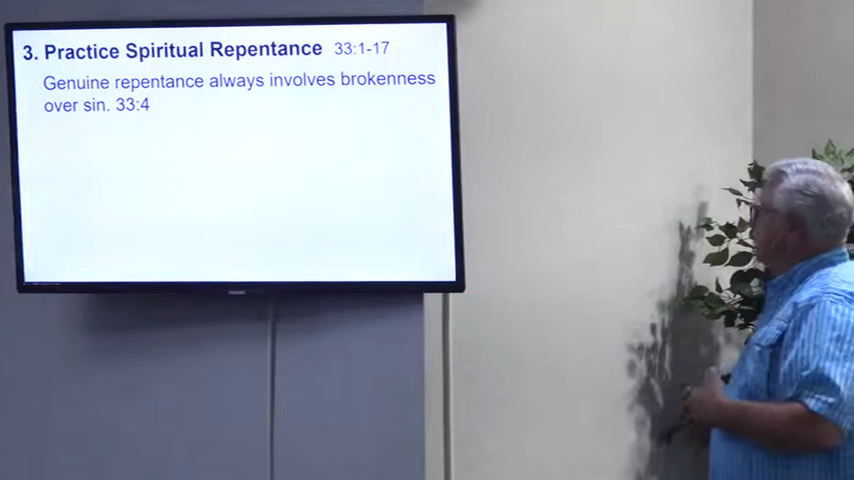 3. Practice Spiritual Repentance 33:1-17
Genuine repentance always involves brokenness
over sin. 33:4